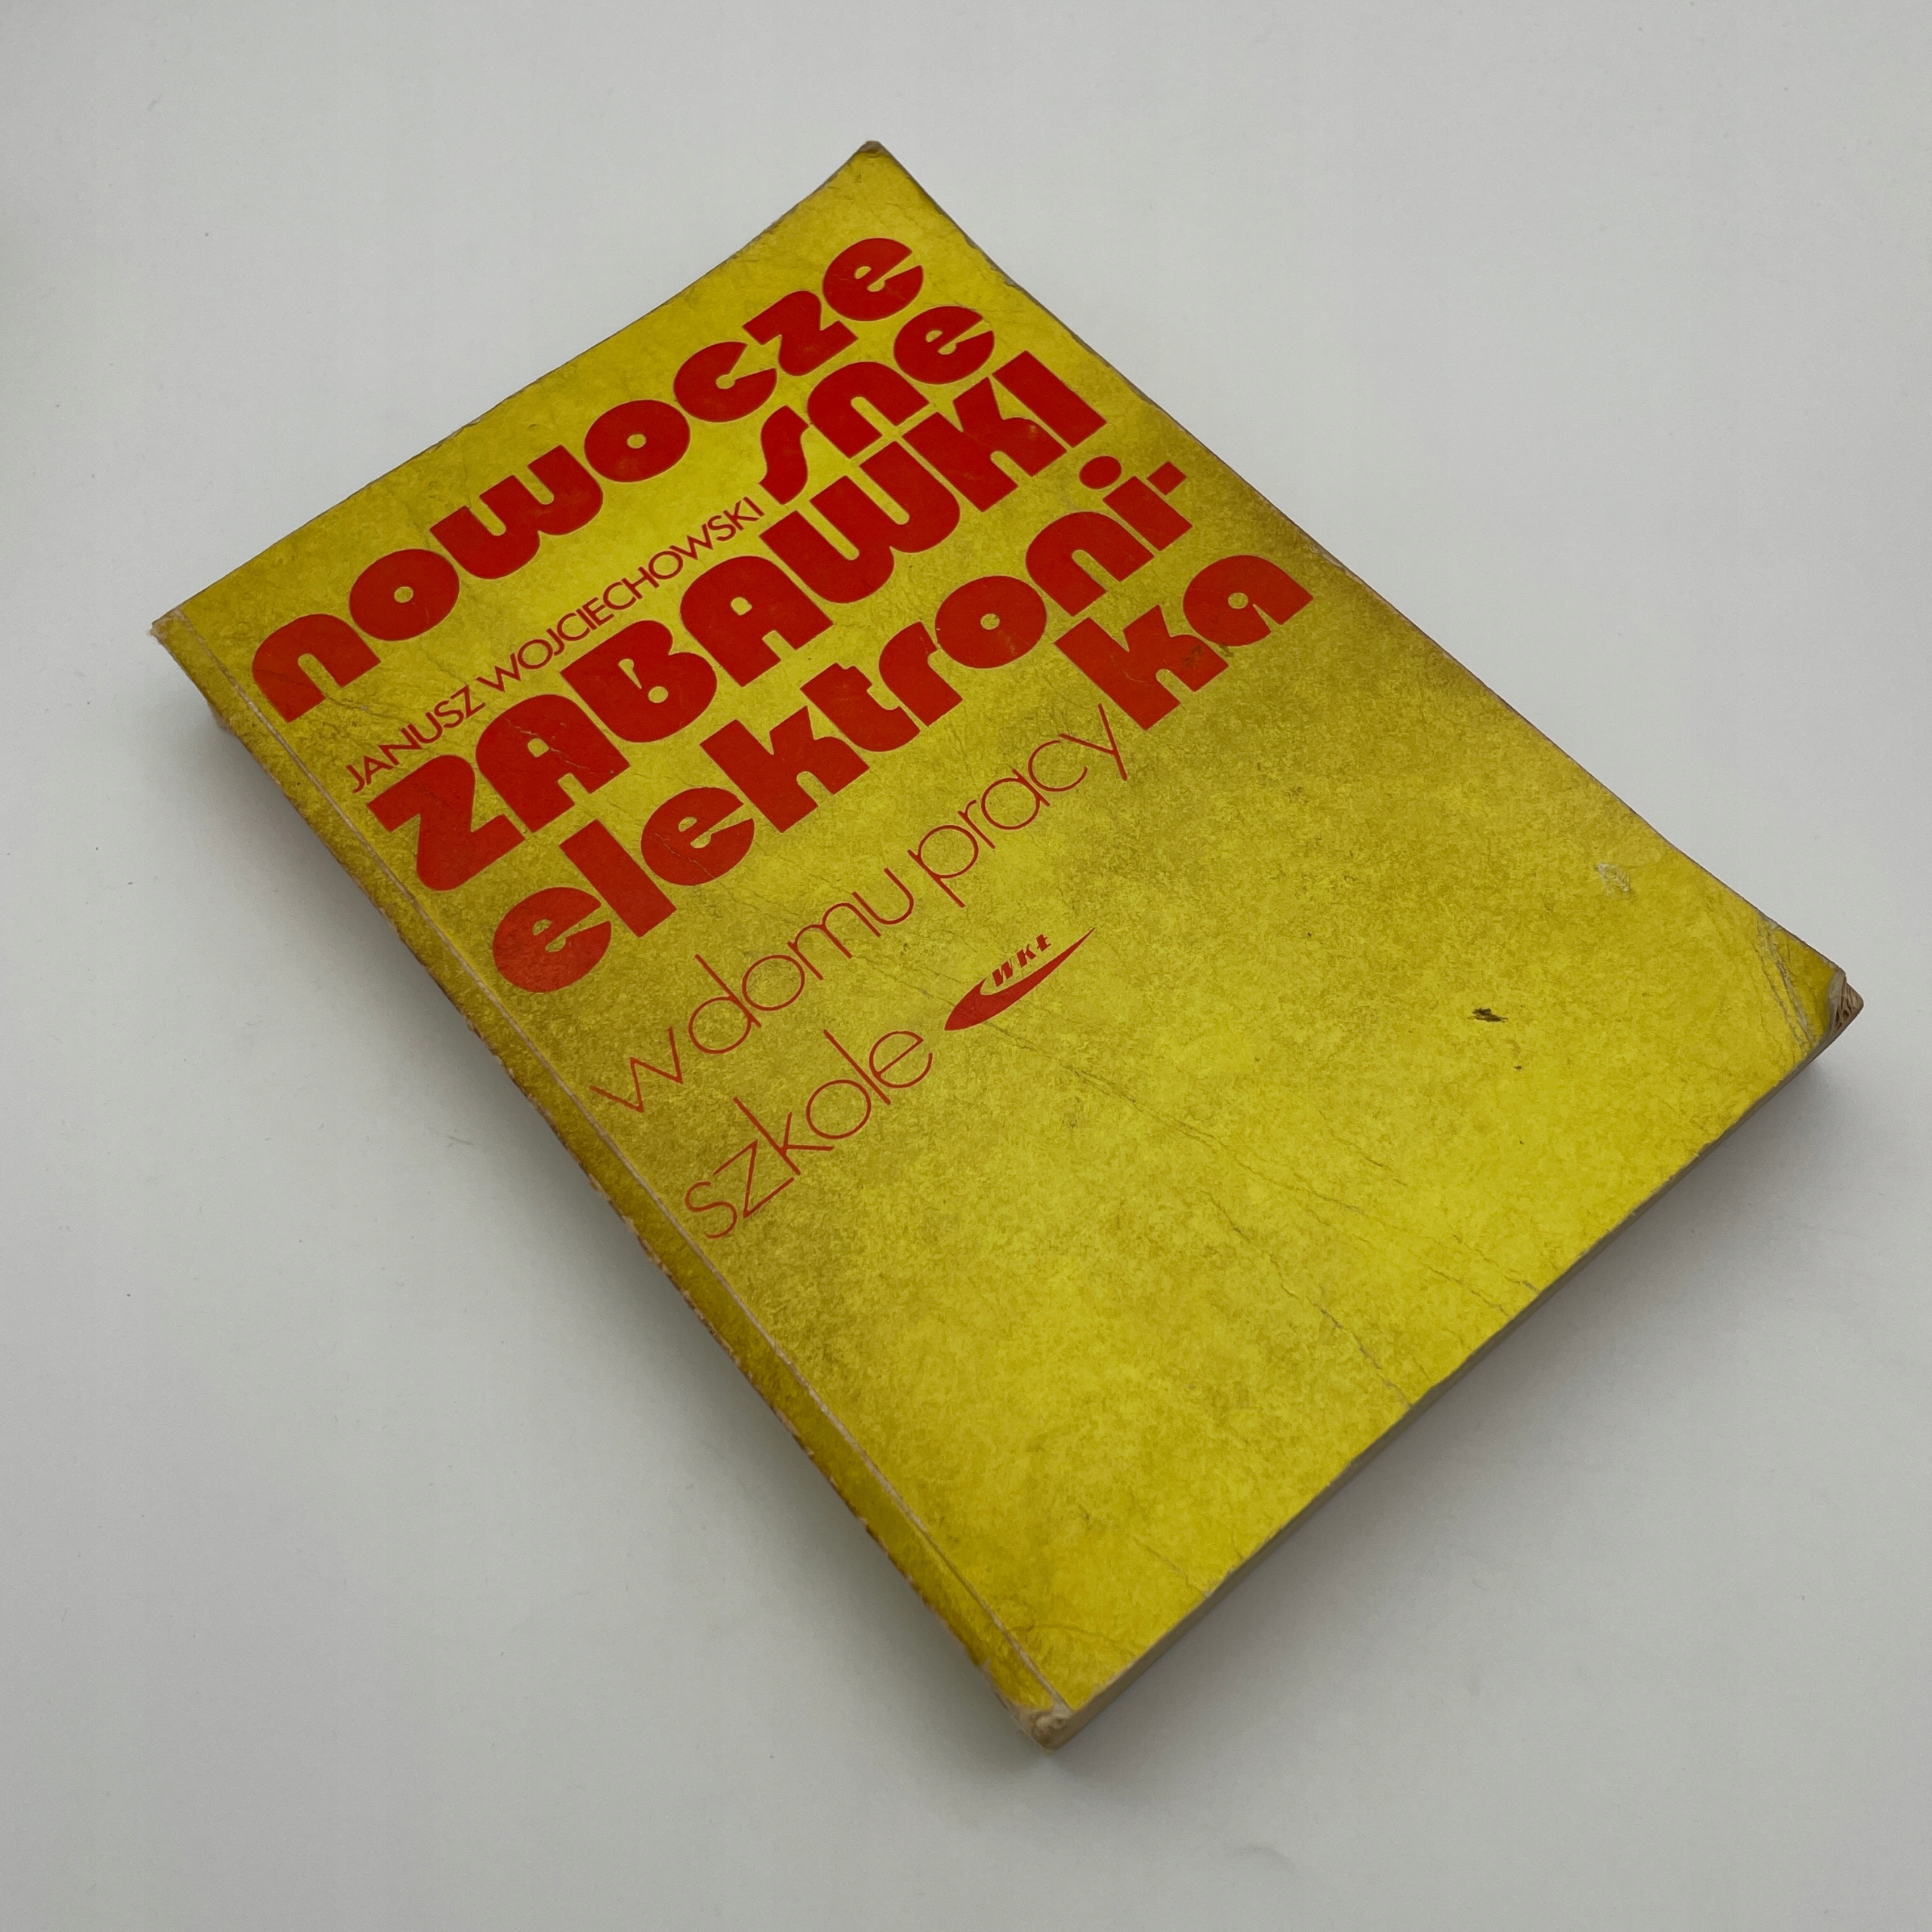 nowocze
sne
JANUSZ WOJCIECHOWSKI
ZABAWKI
elektroni-
ka
w domu pracy
szkole
wkł